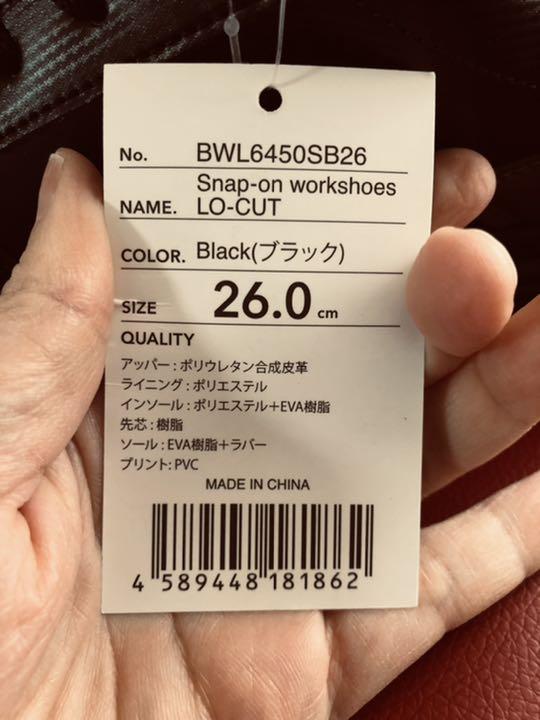 No. BWL6450SB26
Snap-on workshoes
NAME. LO-CUT
COLOR. Black(ブラック)
SIZE 26.0 cm
QUALITY
アッパー : ポリウレタン合成皮革
ライニング : ポリエステル
インソール : ポリエステル+EVA樹脂
先芯 : 樹脂
ソール : EVA樹脂+ラバー
プリント : PVC
MADE IN CHINA
4 589448 181862